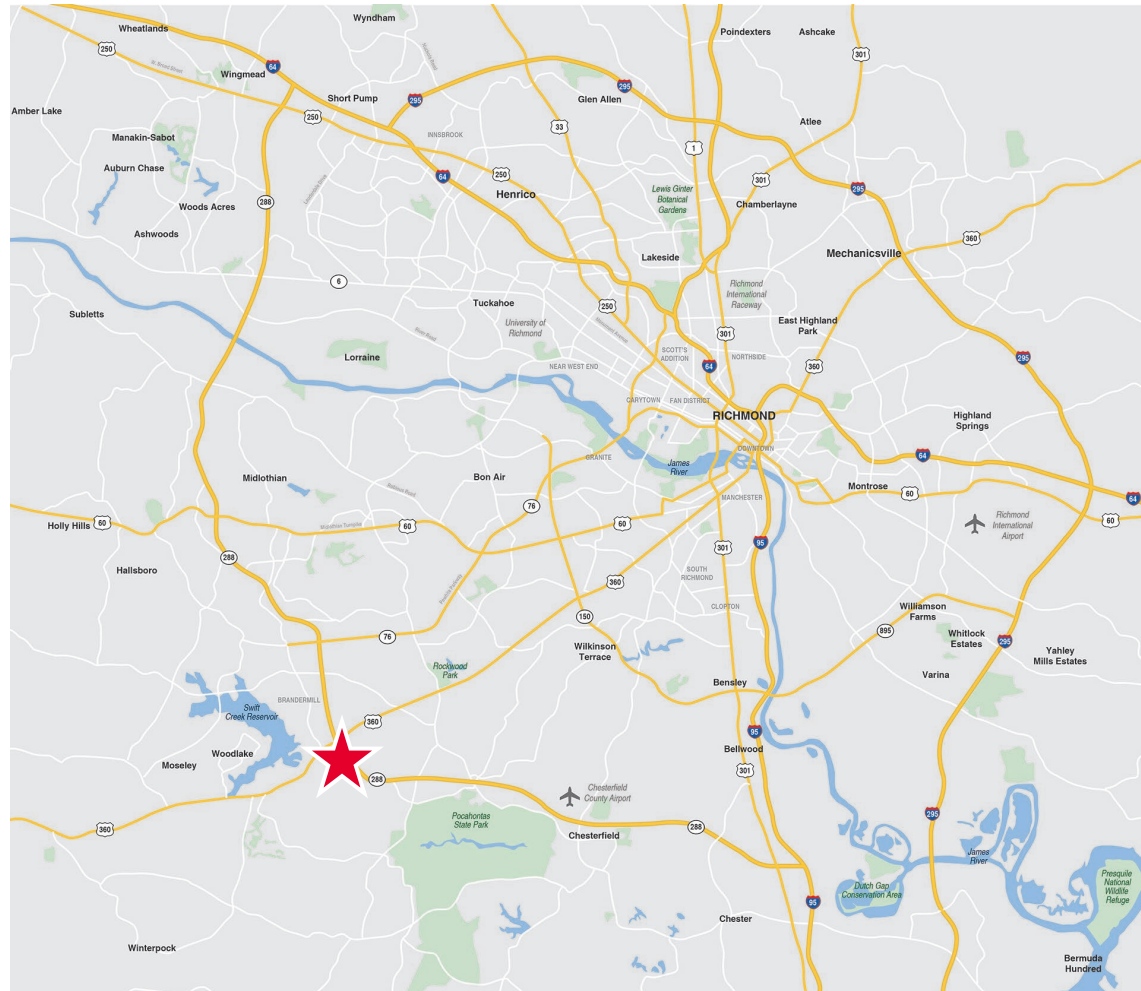 Wyndham
Wheatlands
Poindexters
Ashcake
250
301
N. Broad Street
64
Wingmead
295
Short Pump
295
Glen Allen
Amber Lake
250
33
Atlee
Manakin-Sabot
INNSBROOK
1
Auburn Chase
64
250
301
295
Woods Acres
288
Henrico
Lewis Ginter
Botanical
Gardens
Chamberlayne
Ashwoods
360
Lakeside
Mechanicsville
6
Richmond
International
Raceway
Tuckahoe
250
Subletts
University of
Richmond
East Highland
Park
River Road
301
Lorraine
SCOTT'S
ADDITION
NORTHSIDE
295
NEAR WEST END
64
360
CARYTOWN
FAN DISTRICT
RICHMOND
Highland
Springs
DOWNTOWN
GRANITE
64
James
River
Midlothian
Bon Air
Montrose
60
64
MANCHESTER
76
Holly Hills
60
Midlothian Turnpike
60
60
Richmond
International
Airport
60
288
301
95
Hallsboro
SOUTH
RICHMOND
360
Powhite Parkway
CLOPTON
150
Williamson
Farms
76
895
Whitlock
Estates
295
Wilkinson
Terrace
Yahley
Mills Estates
Rockwood
Park
Varina
BRANDERMILL
Bensley
Swift
Creek Reservoir
360
95
Woodlake
Bellwood
Moseley
288
301
Chesterfield
County Airport
360
Pocahontas
State Park
Chesterfield
288
295
James
River
Dutch Gap
Conservation Area
Presquile
National
Wildlife
Refuge
95
Chester
Winterpock
Bermuda
Hundred